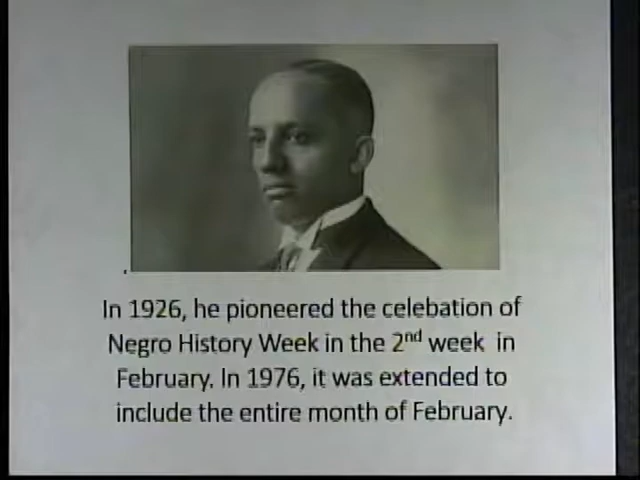 In 1926, he pioneered the celebation of
Negro History Week in the 2nd week in
February. In 1976, it was extended to
include the entire month of February.